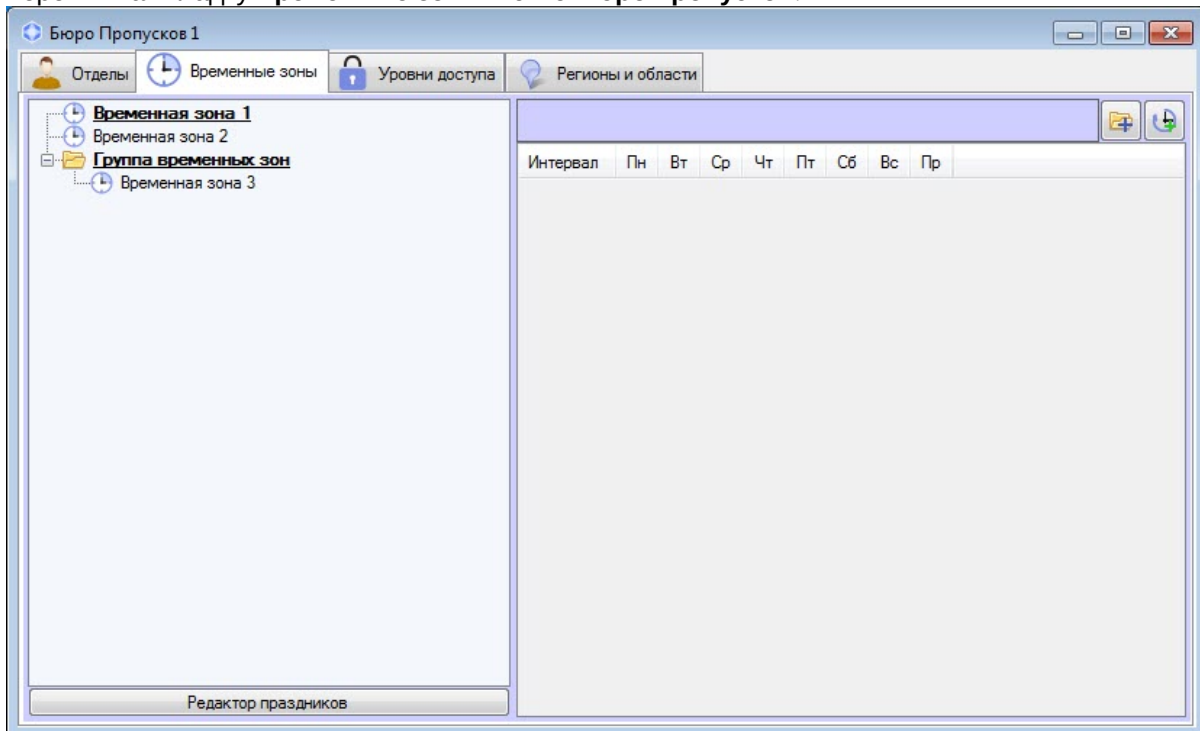 Бюро Пропусков 1
Отделы Временные зоны Уровни доступа Регионы и области
Временная зона 1
Временная зона 2
Группа временных зон
Временная зона 3
Интервал Пн Вт Ср Чт Пт Сб Вс Пр
Редактор праздников